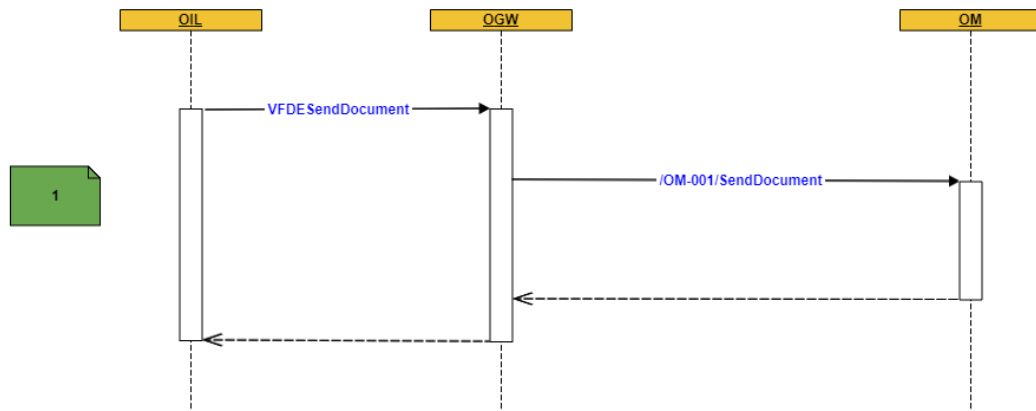 OIL
OGW
OM
VFDESendDocument
1
/OM-001/SendDocument